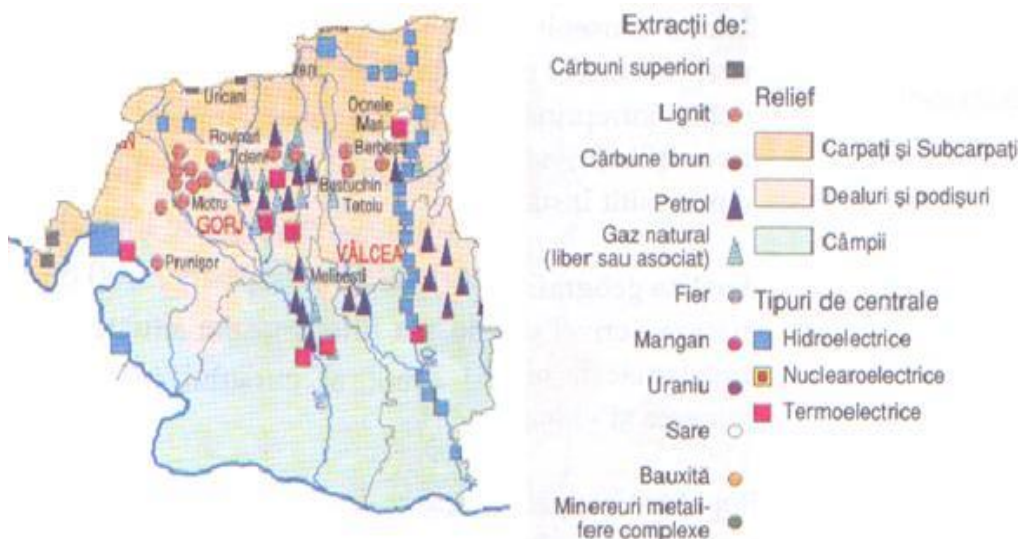 Uricani
Ocnele
Mari
Rovinari
Ticleni
Berbești
Bustuchin
Tetoiu
Motru
GORJ
VÂLCEA
Prunișor
Melinești
Extracții de:
Cărbuni superiori
Lignit
Cărbune brun
Petrol
Gaz natural
(liber sau asociat)
Fier
Mangan
Uraniu
Sare
Bauxită
Minereuri metali-
fere complexe
Relief
Carpați și Subcarpați
Dealuri și podișuri
Câmpii
Tipuri de centrale
Hidroelectrice
Nuclearoelectrice
Termoelectrice